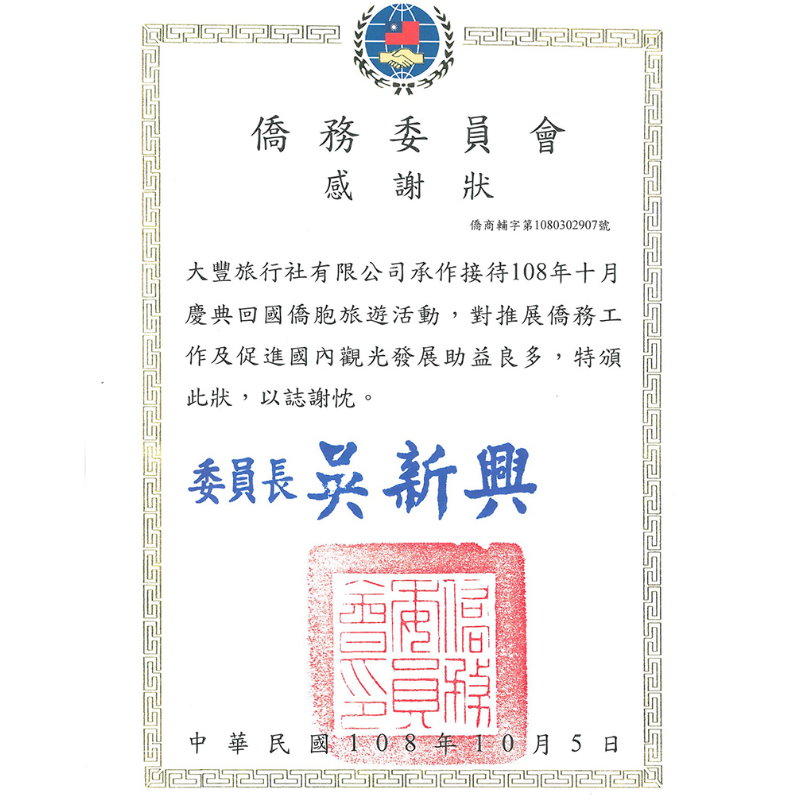 僑務委員會
感謝狀
僑商輔字第1080302907號
大豐旅行社有限公司承作接待108年十月
慶典回國僑胞旅遊活動，對推展僑務工
作及促進國內觀光發展助益良多，特頒
此狀，以誌謝忱。
委員長 吳新興
僑務委員會印
中華民國108年10月5日